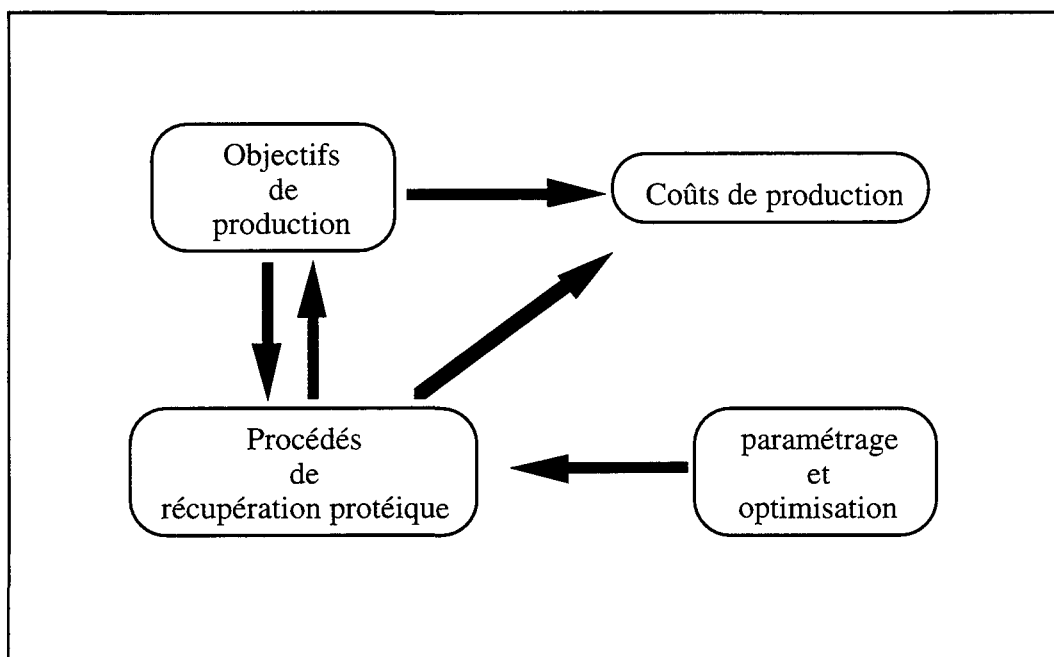 Objectifs
de
production
Coûts de production
Procédés
de
récupération protéique
paramétrage
et
optimisation